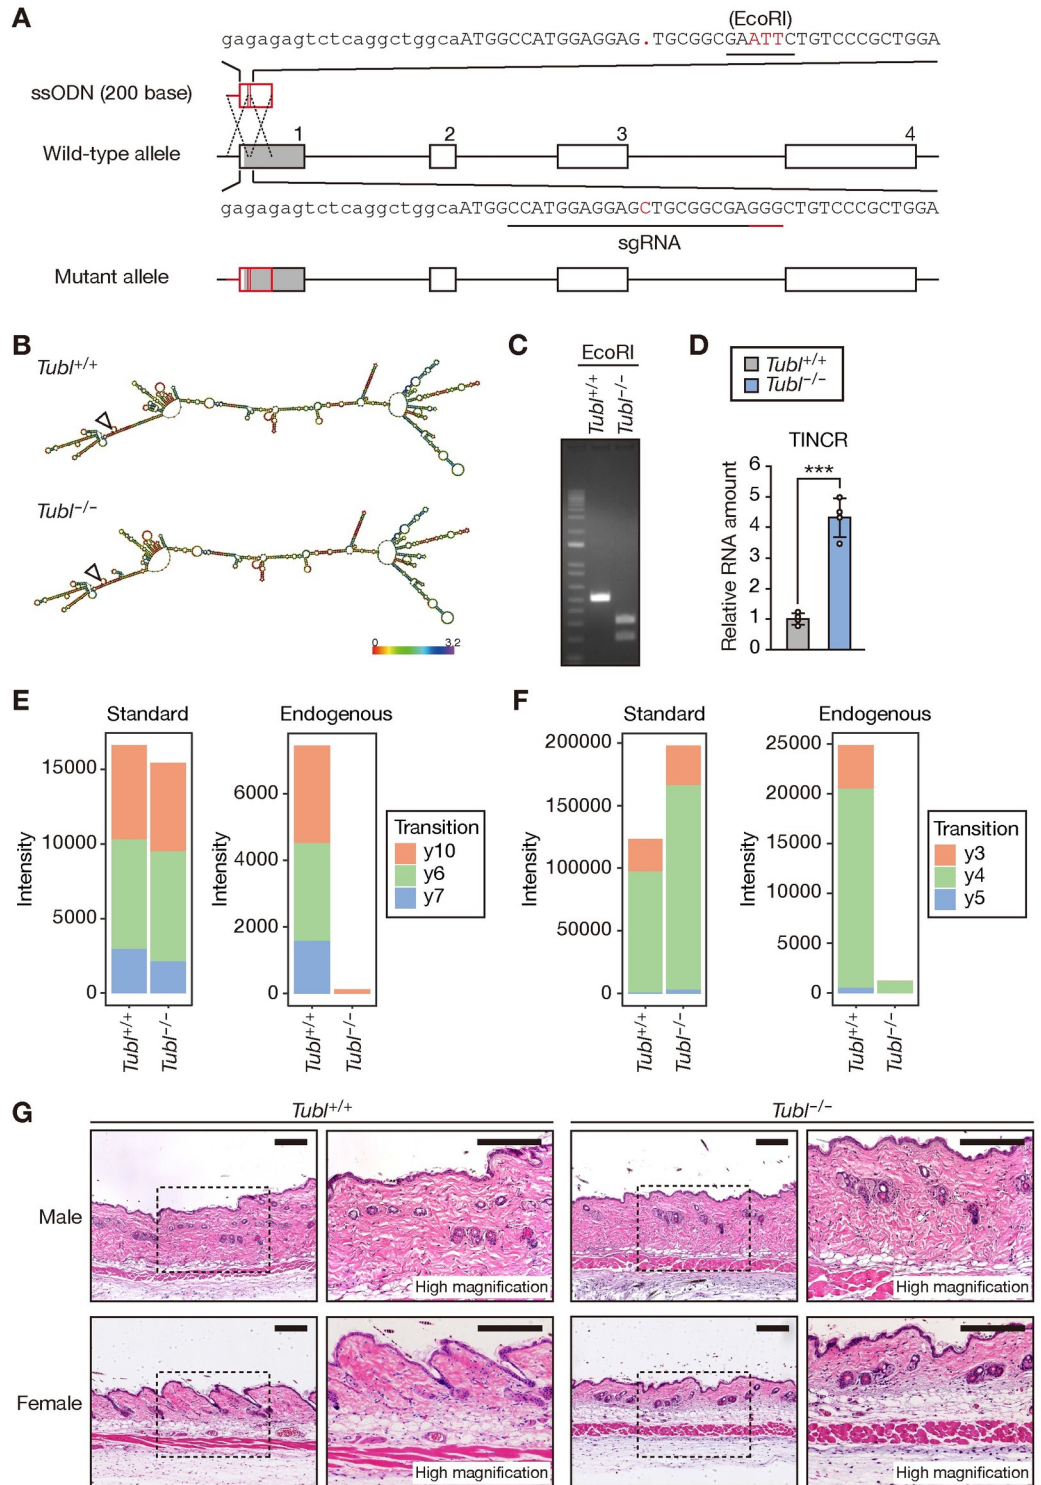 A
(EcoRI)
gagagagtctcaggctggcaATGGCCATGGAGGAG.TGCGGCGAATTCTGTCCCGCTGGA
ssODN (200 base)
1 2 3 4
Wild-type allele
gagagagtctcaggctggcaATGGCCATGGAGGAGCTGCGGCGAGGGCTGTCCCGCTGGA
sgRNA
Mutant allele
B
Tubl+/+
Tubl−/−
0 3.2
C
EcoRI
Tubl+/+ Tubl−/−
D
Tubl+/+
Tubl−/−
TINCR
***
Relative RNA amount
6
5
4
3
2
1
0
E
Standard
Intensity
15000
10000
5000
0
Tubl+/+ Tubl−/−
Endogenous
Intensity
6000
4000
2000
0
Tubl+/+ Tubl−/−
Transition
y10
y6
y7
F
Standard
Intensity
200000
150000
100000
50000
0
Tubl+/+ Tubl−/−
Endogenous
Intensity
25000
20000
15000
10000
5000
0
Tubl+/+ Tubl−/−
Transition
y3
y4
y5
G
Tubl+/+ Tubl−/−
Male
High magnification High magnification
Female
High magnification High magnification